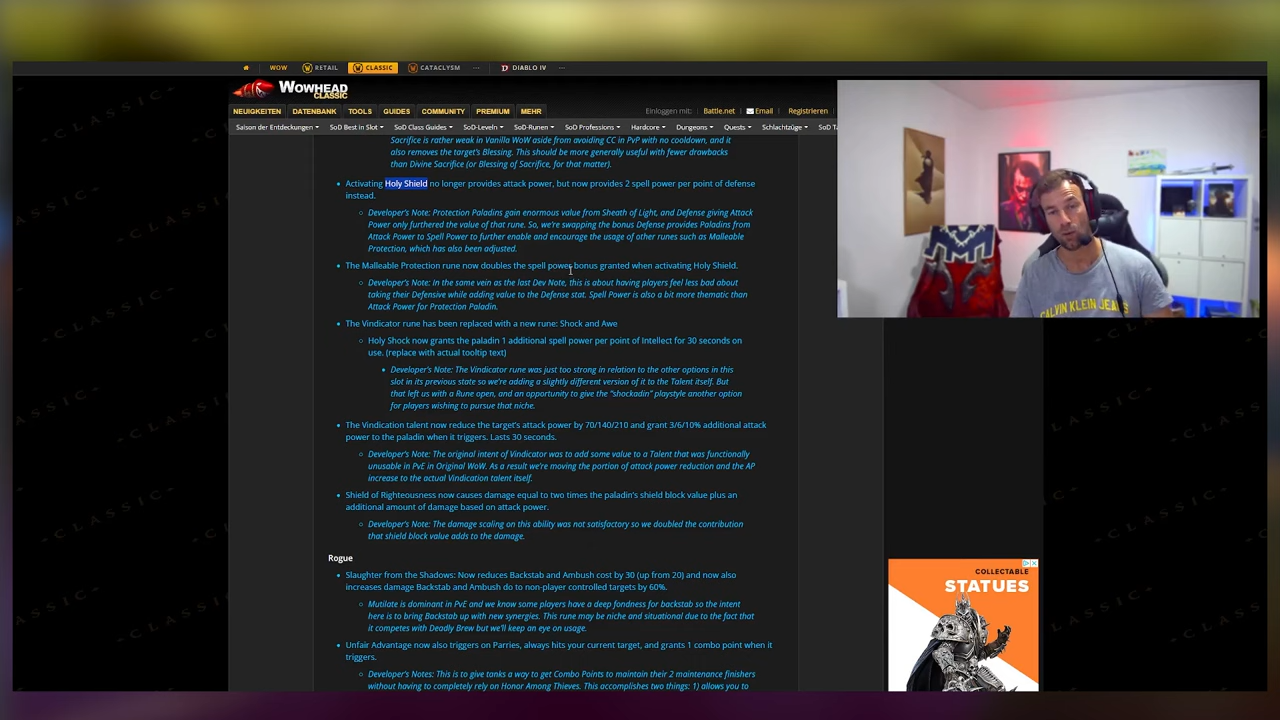 WOW
RETAIL
CLASSIC
CATACLYSM
DIABLO IV
WOWHEAD
CLASSIC
NEUIGKEITEN
DATENBANK
TOOLS
GUIDES
COMMUNITY
PREMIUM
MEHR
Einloggen mit:
Battle.net
Email
Registrieren
Saison der Entdeckungen
SoD Best in Slot
SoD Class Guides
SoD-Leveln
SoD-Runen
SoD Professions
Hardcore
Dungeons
Quests
Schlachtzüge
Sacrifice is rather weak in Vanilla WoW aside from avoiding CC in PvP with no cooldown, and it
also removes the target's Blessing. This should be more generally useful with fewer drawbacks
than Divine Sacrifice (or Blessing of Sacrifice, for that matter).
Activating Holy Shield no longer provides attack power, but now provides 2 spell power per point of defense
instead.
Developer's Note: Protection Paladins gain enormous value from Sheath of Light, and Defense giving Attack
Power only furthered the value of that rune. So, we're swapping the bonus Defense provides Paladins from
Attack Power to Spell Power to further enable and encourage the usage of other runes such as Malleable
Protection, which has also been adjusted.
The Malleable Protection rune now doubles the spell power bonus granted when activating Holy Shield.
Developer's Note: In the same vein as the last Dev Note, this is about having players feel less bad about
taking their Defensive while adding value to the Defense stat. Spell Power is also a bit more thematic than
Attack Power for Protection Paladin.
The Vindicator rune has been replaced with a new rune: Shock and Awe
Holy Shock now grants the paladin 1 additional spell power per point of Intellect for 30 seconds on
use. (replace with actual tooltip text)
Developer's Note: The Vindicator rune was just too strong in relation to the other options in this
slot in its previous state so we're adding a slightly different version of it to the Talent itself. But
that left us with a Rune open, and an opportunity to give the "shockadin" playstyle another option
for players wishing to pursue that niche.
The Vindication talent now reduce the target's attack power by 70/140/210 and grant 3/6/10% additional attack
power to the paladin when it triggers. Lasts 30 seconds.
Developer's Note: The original intent of Vindicator was to add some value to a Talent that was functionally
unusable in PvE in Original WoW. As a result we're moving the portion of attack power reduction and the AP
increase to the actual Vindication talent itself.
Shield of Righteousness now causes damage equal to two times the paladin's shield block value plus an
additional amount of damage based on attack power.
Developer's Note: The damage scaling on this ability was not satisfactory so we doubled the contribution
that shield block value adds to the damage.
Rogue
Slaughter from the Shadows: Now reduces Backstab and Ambush cost by 30 (up from 20) and now also
increases damage Backstab and Ambush do to non-player controlled targets by 60%.
Mutilate is dominant in PvE and we know some players have a deep fondness for backstab so the intent
here is to bring Backstab up with new synergies. This rune may be niche and situational due to the fact that
it competes with Deadly Brew but we'll keep an eye on usage.
Unfair Advantage now also triggers on Parries, always hits your current target, and grants 1 combo point when it
triggers.
Developer's Notes: This is to give tanks a way to get Combo Points to maintain their 2 maintenance finishers
without having to completely rely on Honor Among Thieves. This accomplishes two things: 1) allows you to
CALVIN KLEIN JEANS
COLLECTABLE
STATUES